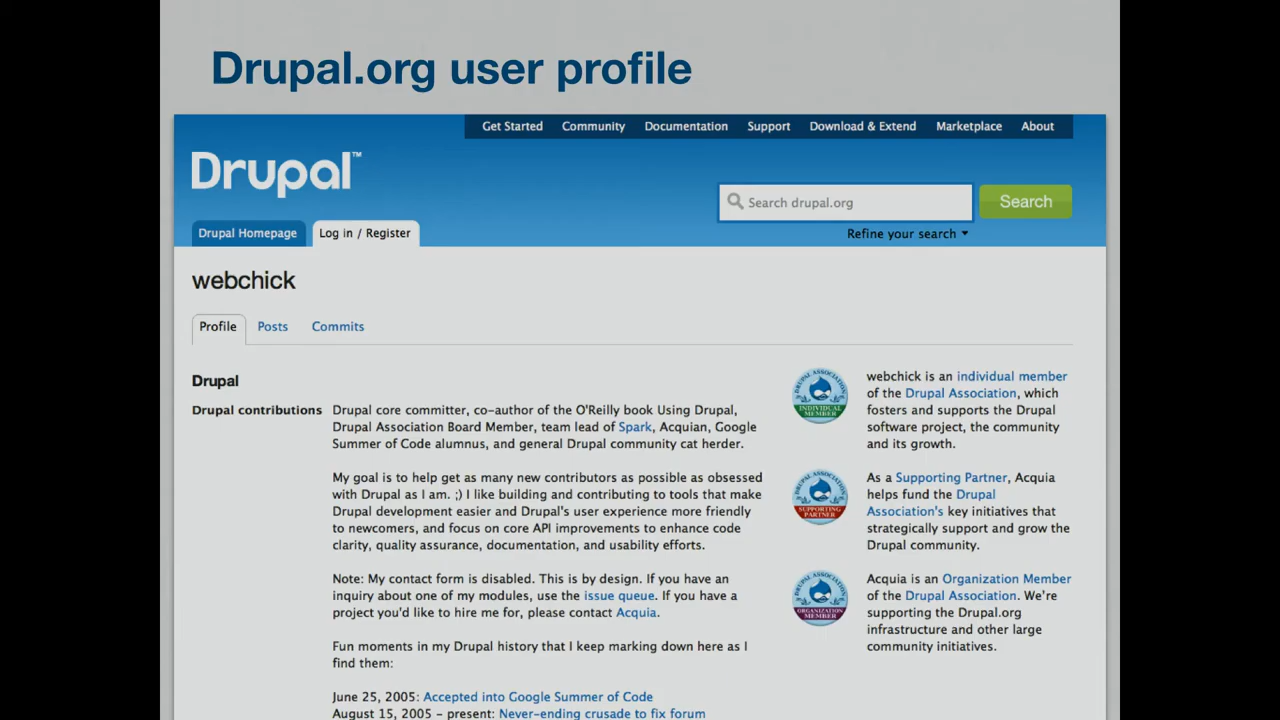 Drupal.org user profile
Get Started Community Documentation Support Download & Extend Marketplace About
Drupal™
Search drupal.org Search
Drupal Homepage Log in / Register Refine your search
webchick
Profile Posts Commits
Drupal
Drupal contributions
Drupal core committer, co-author of the O'Reilly book Using Drupal,
Drupal Association Board Member, team lead of Spark, Acquian, Google
Summer of Code alumnus, and general Drupal community cat herder.
My goal is to help get as many new contributors as possible as obsessed
with Drupal as I am. ;) I like building and contributing to tools that make
Drupal development easier and Drupal's user experience more friendly
to newcomers, and focus on core API improvements to enhance code
clarity, quality assurance, documentation, and usability efforts.
Note: My contact form is disabled. This is by design. If you have an
inquiry about one of my modules, use the issue queue. If you have a
project you'd like to hire me for, please contact Acquia.
Fun moments in my Drupal history that I keep marking down here as I
find them:
June 25, 2005: Accepted into Google Summer of Code
August 15, 2005 - present: Never-ending crusade to fix forum
DRUPAL ASSOCIATION
INDIVIDUAL
MEMBER
webchick is an individual member
of the Drupal Association, which
fosters and supports the Drupal
software project, the community
and its growth.
DRUPAL ASSOCIATION
SUPPORTING
PARTNER
As a Supporting Partner, Acquia
helps fund the Drupal
Association's key initiatives that
strategically support and grow the
Drupal community.
DRUPAL ASSOCIATION
ORGANIZATION
MEMBER
Acquia is an Organization Member
of the Drupal Association. We're
supporting the Drupal.org
infrastructure and other large
community initiatives.